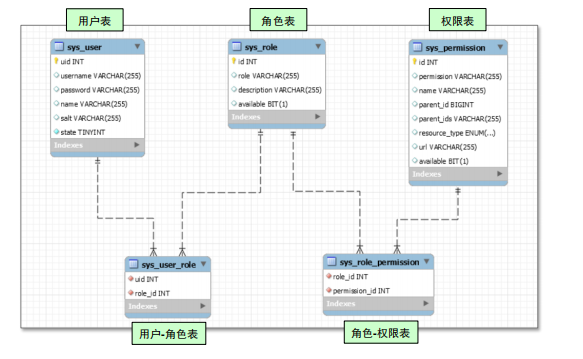 用户表
角色表
权限表
sys_user
uid INT
username VARCHAR(255)
password VARCHAR(255)
name VARCHAR(255)
salt VARCHAR(255)
state TINYINT
Indexes
sys_role
id INT
role VARCHAR(255)
description VARCHAR(255)
available BIT(1)
Indexes
sys_permission
id INT
permission VARCHAR(255)
name VARCHAR(255)
parent_id BIGINT
parent_ids VARCHAR(255)
resource_type ENUM(...)
url VARCHAR(255)
available BIT(1)
Indexes
sys_user_role
uid INT
role_id INT
Indexes
sys_role_permission
role_id INT
permission_id INT
Indexes
用户-角色表
角色-权限表